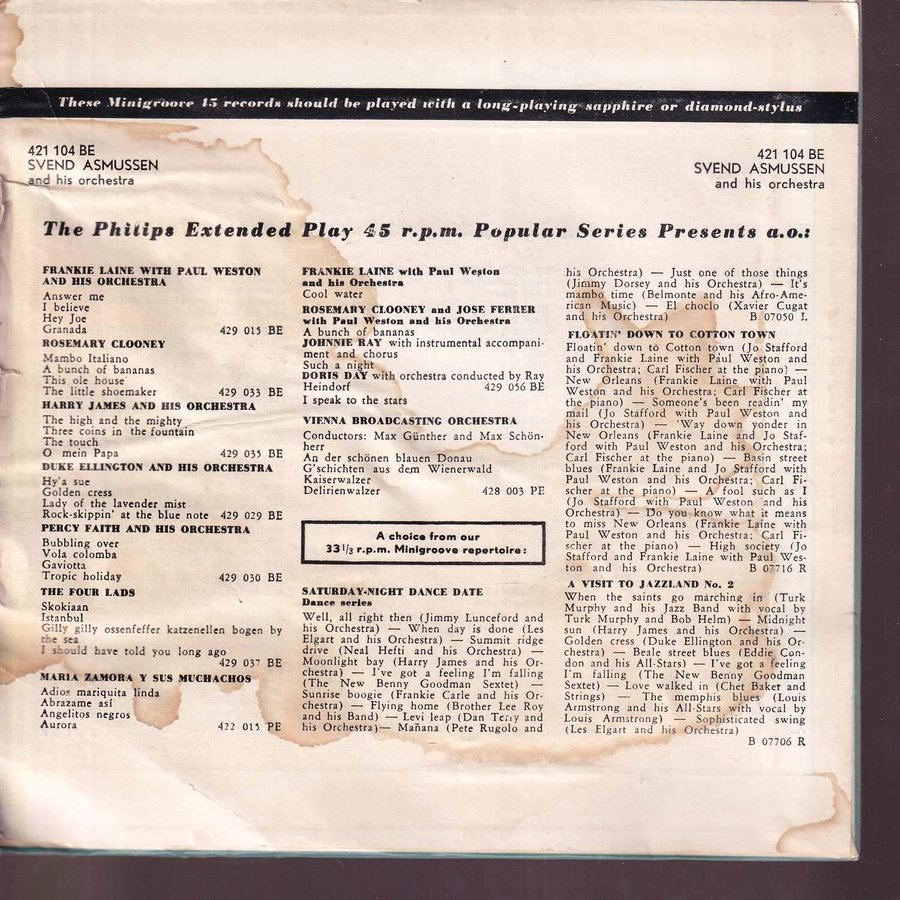 These Minigroove 45 records should be played with a long-playing sapphire or diamond-stylus
421 104 BE
SVEND ASMUSSEN
and his orchestra
421 104 BE
SVEND ASMUSSEN
and his orchestra
The Philips Extended Play 45 r.p.m. Popular Series Presents a.o.:
FRANKIE LAINE WITH PAUL WESTON
AND HIS ORCHESTRA
Answer me
I believe
Hey Joe
Granada 429 015 BE
ROSEMARY CLOONEY
Mambo Italiano
A bunch of bananas
This ole house
The little shoemaker 429 033 BE
HARRY JAMES AND HIS ORCHESTRA
The high and the mighty
Three coins in the fountain
The touch
O mein Papa 429 035 BE
DUKE ELLINGTON AND HIS ORCHESTRA
Hy'a sue
Golden cress
Lady of the lavender mist
Rock-skippin' at the blue note 429 029 BE
PERCY FAITH AND HIS ORCHESTRA
Bubbling over
Vola colomba
Gaviotta
Tropic holiday 429 030 BE
THE FOUR LADS
Skokiaan
Istanbul
Gilly gilly ossenfeffer katzenellen bogen by
the sea
I should have told you long ago
429 037 BE
MARIA ZAMORA Y SUS MUCHACHOS
Adios mariquita linda
Abrazame así
Angelitos negros
Aurora 422 015 PE
FRANKIE LAINE with Paul Weston
and his Orchestra
Cool water
ROSEMARY CLOONEY and JOSE FERRER
with Paul Weston and his Orchestra
A bunch of bananas
JOHNNIE RAY with instrumental accompani-
ment and chorus
Such a night
DORIS DAY with orchestra conducted by Ray
Heindorf 429 056 BE
I speak to the stars
VIENNA BROADCASTING ORCHESTRA
Conductors: Max Günther and Max Schön-
herr
An der schönen blauen Donau
G'schichten aus dem Wienerwald
Kaiserwalzer
Delirienwalzer 428 003 PE
A choice from our
33 1/3 r.p.m. Minigroove repertoire:
SATURDAY-NIGHT DANCE DATE
Dance series
Well, all right then (Jimmy Lunceford and
his Orchestra) — When day is done (Les
Elgart and his Orchestra) — Summit ridge
drive (Neal Hefti and his Orchestra) —
Moonlight bay (Harry James and his Or-
chestra) — I've got a feeling I'm falling
(The New Benny Goodman Sextet) —
Sunrise boogie (Frankie Carle and his Or-
chestra) — Flying home (Brother Lee Roy
and his Band) — Levi leap (Dan Terry and
his Orchestra)— Mañana (Pete Rugolo and
his Orchestra) — Just one of those things
(Jimmy Dorsey and his Orchestra) — It's
mambo time (Belmonte and his Afro-Ame-
rican Music) — El choclo (Xavier Cugat
and his Orchestra) B 07050 L
FLOATIN' DOWN TO COTTON TOWN
Floatin' down to Cotton town (Jo Stafford
and Frankie Laine with Paul Weston and
his Orchestra; Carl Fischer at the piano) —
New Orleans (Frankie Laine with Paul
Weston and his Orchestra; Carl Fischer at
the piano) — Someone's been readin' my
mail (Jo Stafford with Paul Weston and
his Orchestra) — 'Way down yonder in
New Orleans (Frankie Laine and Jo Staf-
ford with Paul Weston and his Orchestra;
Carl Fischer at the piano) — Basin street
blues (Frankie Laine and Jo Stafford with
Paul Weston and his Orchestra; Carl Fi-
scher at the piano) — A fool such as I
(Jo Stafford with Paul Weston and his
Orchestra) — Do you know what it means
to miss New Orleans (Frankie Laine with
Paul Weston and his Orchestra; Carl Fi-
scher at the piano) — High society (Jo
Stafford and Frankie Laine with Paul Wes-
ton and his Orchestra) B 07716 R
A VISIT TO JAZZLAND No. 2
When the saints go marching in (Turk
Murphy and his Jazz Band with vocal by
Turk Murphy and Bob Helm) — Midnight
sun (Harry James and his Orchestra) —
Golden cress (Duke Ellington and his Or-
chestra) — Beale street blues (Eddie Con-
don and his All-Stars) — I've got a feeling
I'm falling (The New Benny Goodman
Sextet) — Love walked in (Chet Baker and
Strings) — The memphis blues (Louis
Armstrong and his All-Stars with vocal by
Louis Armstrong) — Sophisticated swing
(Les Elgart and his Orchestra)
B 07706 R